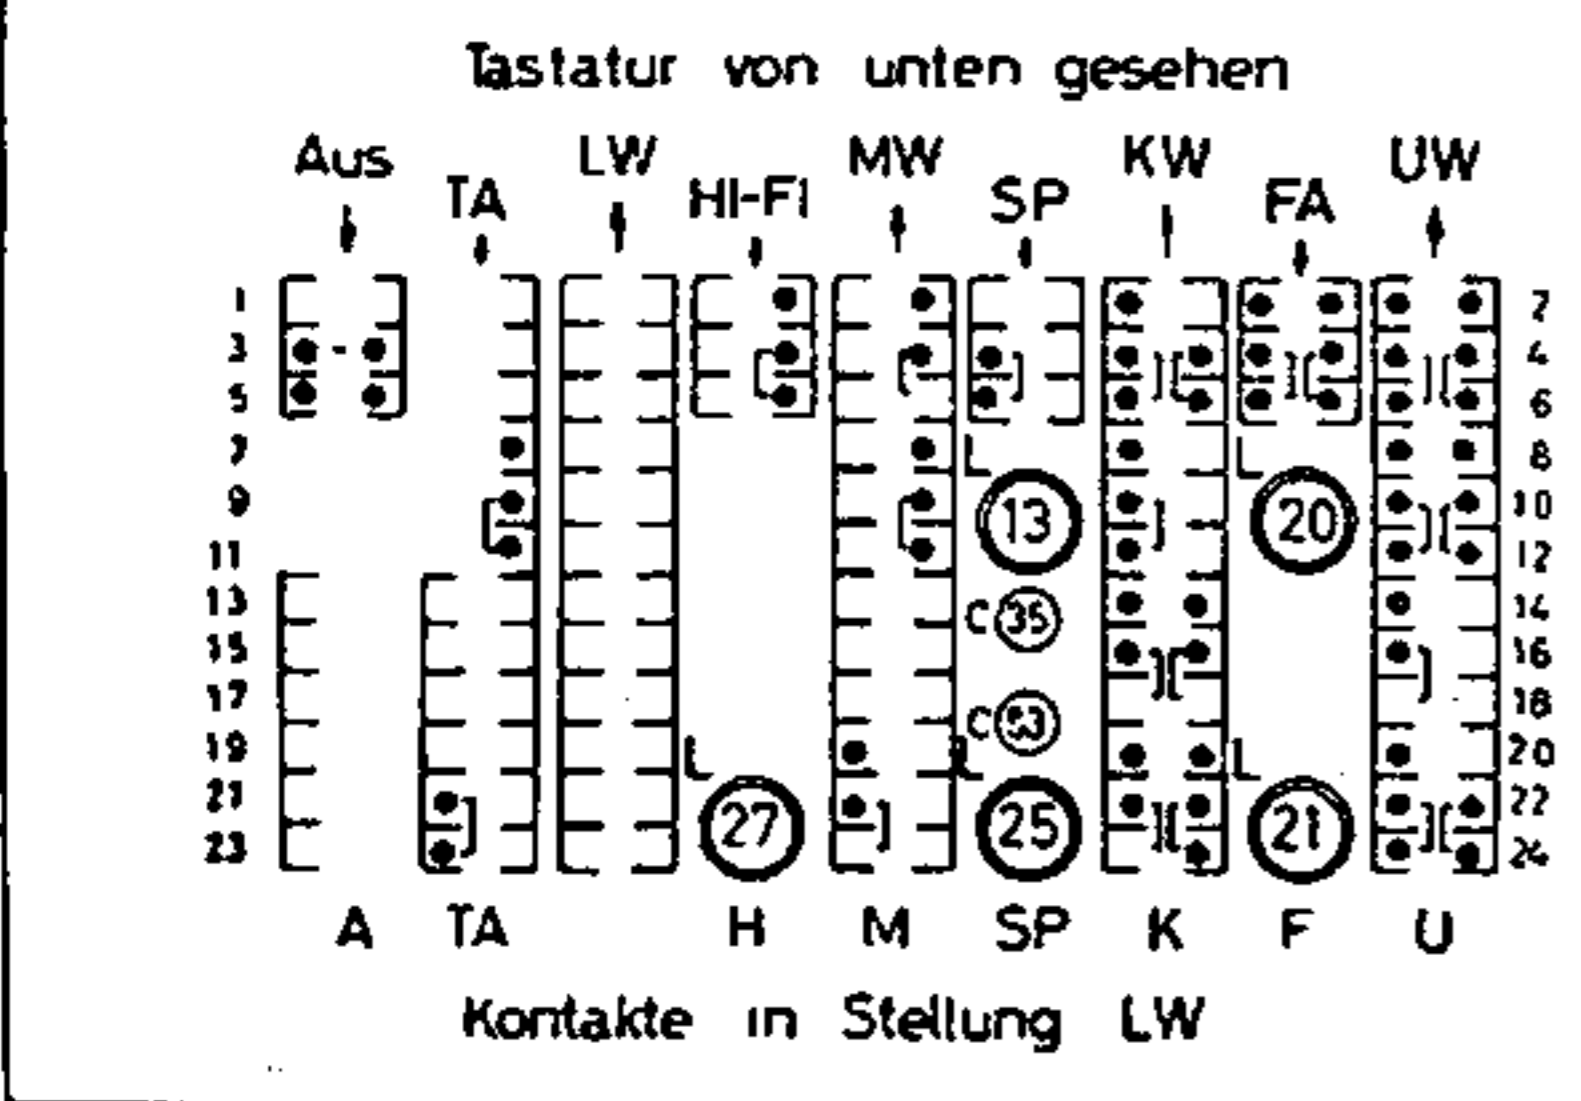 Tastatur von unten gesehen
Aus TA LW HI-FI MW SP KW FA UW
1 2
3 4
5 6
7 8
9 10
11 12
13 14
15 16
17 18
19 20
21 22
23 24
L 13
L 20
C 35
C 53
L 27
L 25
L 21
A TA H M SP K F U
Kontakte in Stellung LW